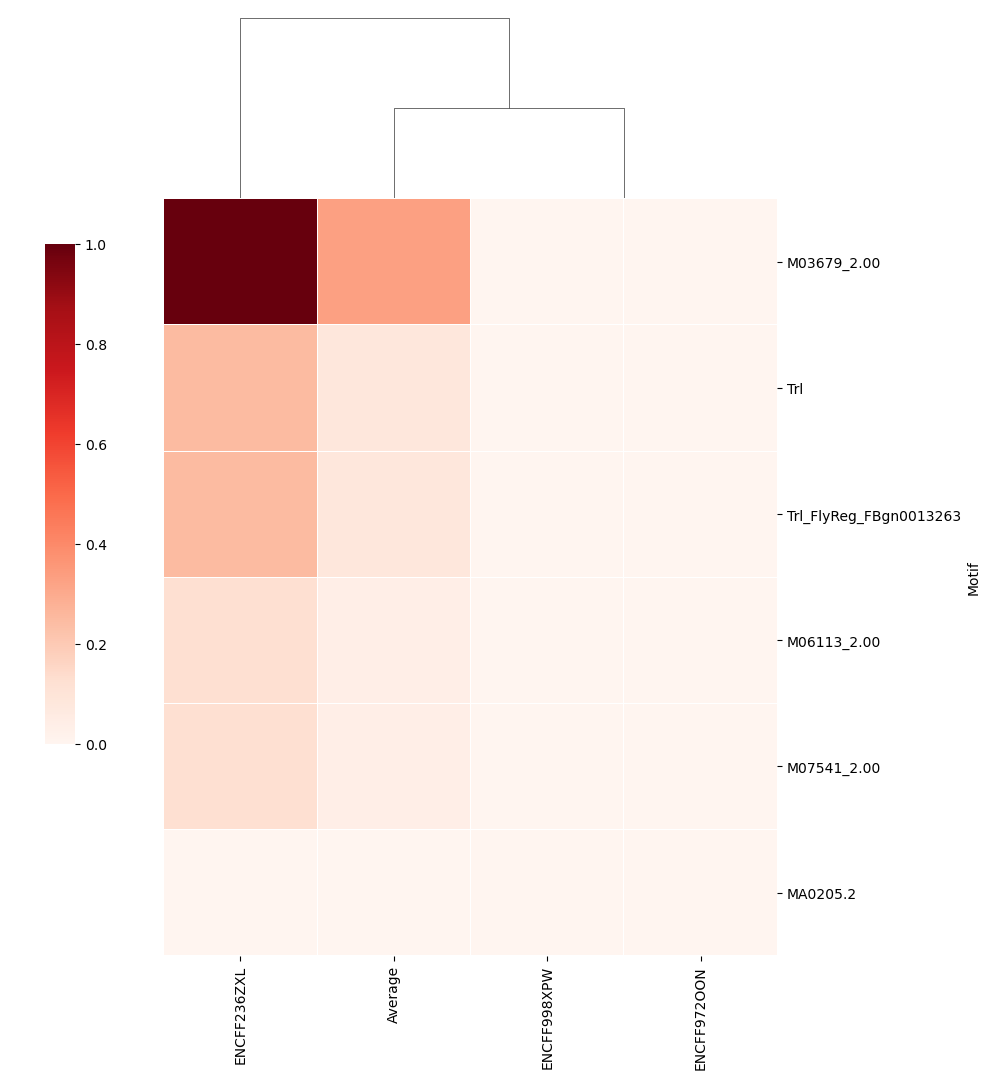 1.0
0.8
0.6
0.4
0.2
0.0
M03679_2.00
Trl
Trl_FlyReg_FBgn0013263
M06113_2.00
M07541_2.00
MA0205.2
Motif
ENCFF236ZXL
Average
ENCFF998XPW
ENCFF972OON